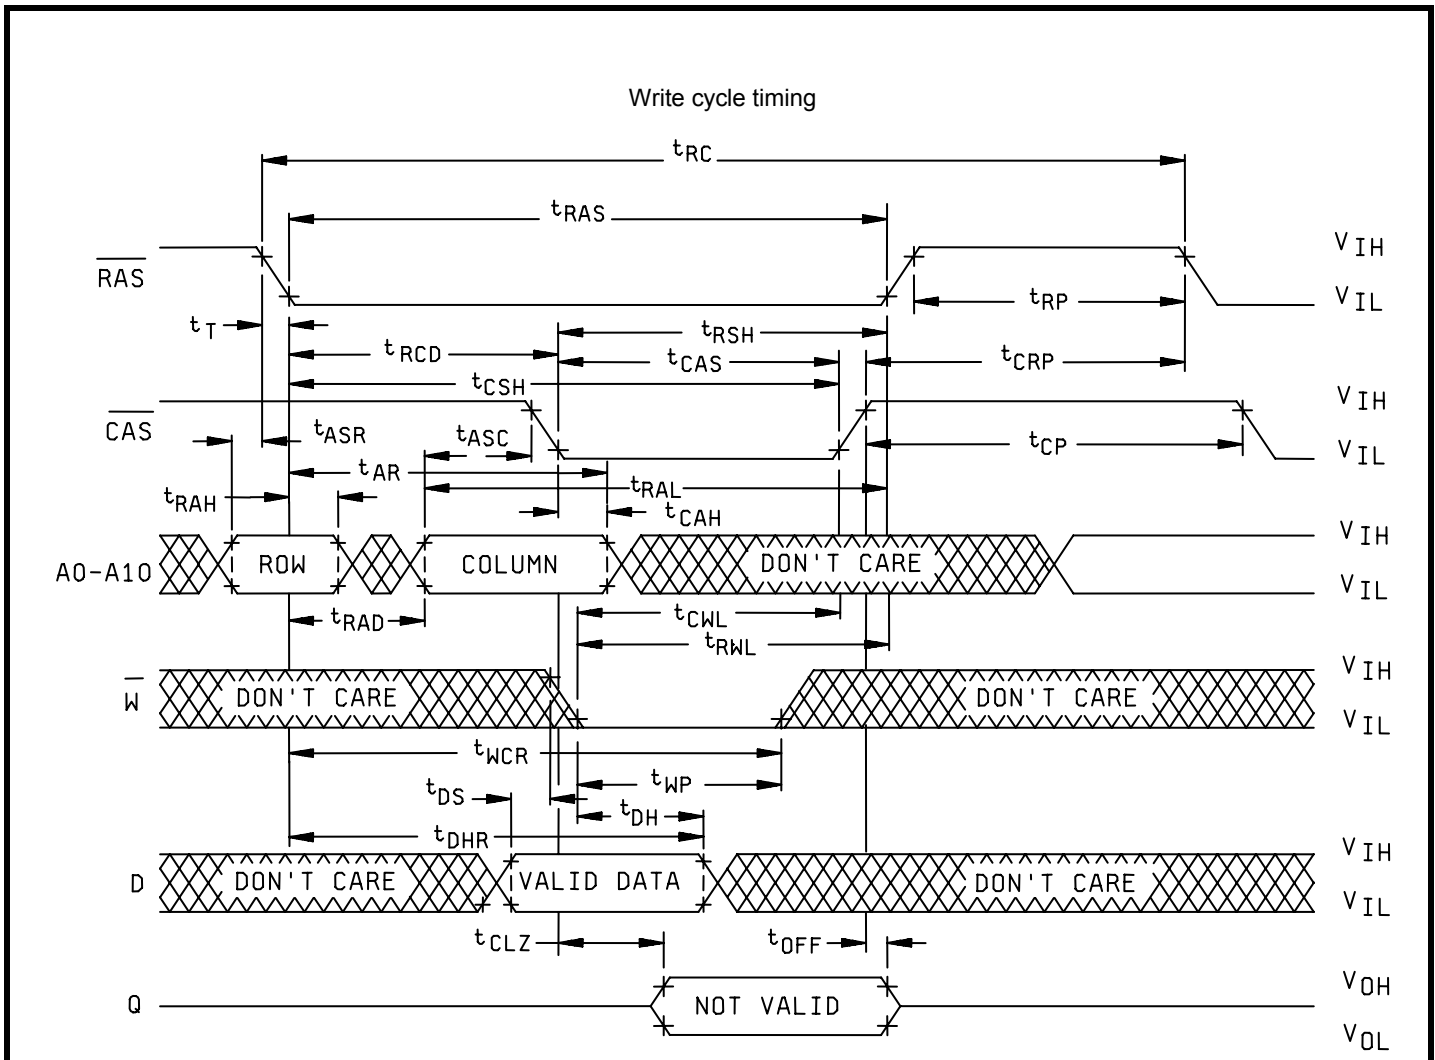 Write cycle timing
tRC
tRAS
RAS
VIH
VIL
tRP
tT
tRSH
tRCD
tCAS
tCRP
tCSH
CAS
VIH
VIL
tASR
tASC
tCP
tAR
tRAL
tRAH
tCAH
A0-A10
ROW
COLUMN
DON'T CARE
VIH
VIL
tCWL
tRAD
tRWL
W
DON'T CARE
DON'T CARE
VIH
VIL
tWCR
tWP
tDS
tDH
tDHR
D
DON'T CARE
VALID DATA
DON'T CARE
VIH
VIL
tCLZ
tOFF
Q
NOT VALID
VOH
VOL